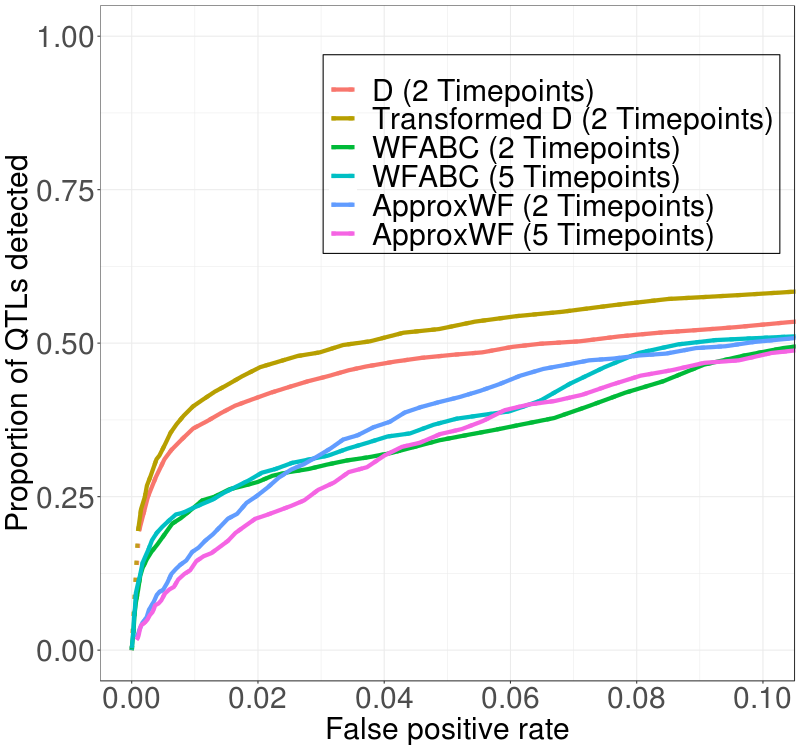 1.00
0.75
0.50
0.25
0.00
Proportion of QTLs detected
D (2 Timepoints)
Transformed D (2 Timepoints)
WFABC (2 Timepoints)
WFABC (5 Timepoints)
ApproxWF (2 Timepoints)
ApproxWF (5 Timepoints)
0.00 0.02 0.04 0.06 0.08 0.10
False positive rate